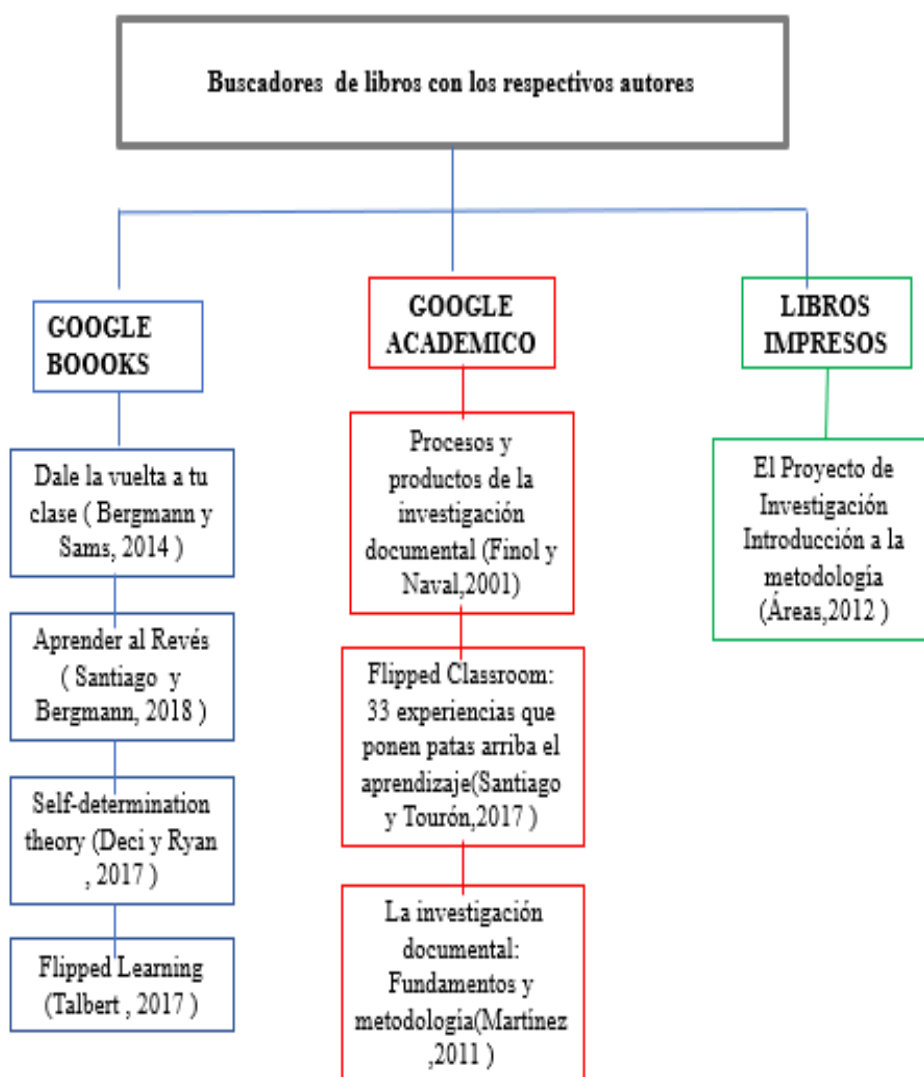 Buscadores de libros con los respectivos autores
GOOGLE
BOOOKS
Dale la vuelta a tu
clase ( Bergmann y
Sams, 2014 )
Aprender al Revés
( Santiago y
Bergmann, 2018 )
Self-determination
theory (Deci y Ryan
, 2017 )
Flipped Learning
(Talbert , 2017 )
GOOGLE
ACADEMICO
Procesos y
productos de la
investigación
documental (Finol y
Naval,2001)
Flipped Classroom:
33 experiencias que
ponen patas arriba el
aprendizaje(Santiago
y Tourón,2017 )
La investigación
documental:
Fundamentos y
metodología(Martínez
,2011 )
LIBROS
IMPRESOS
El Proyecto de
Investigación
Introducción a la
metodología
(Áreas,2012 )